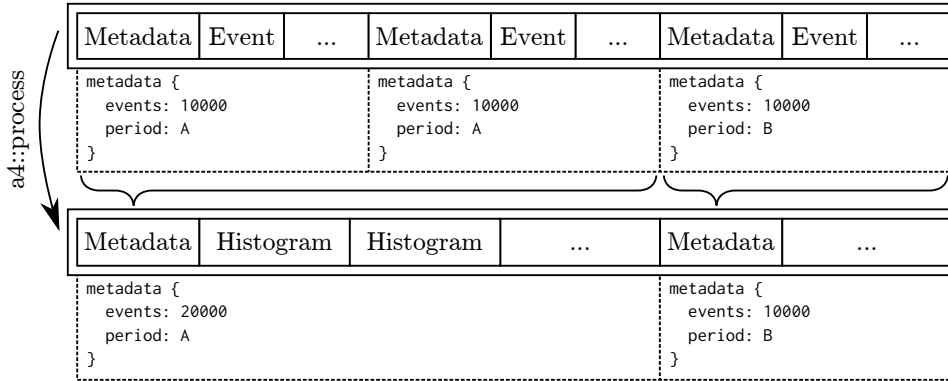 Metadata Event ... Metadata Event ... Metadata Event ...
metadata {
  events: 10000
  period: A
}
metadata {
  events: 10000
  period: A
}
metadata {
  events: 10000
  period: B
}
a4::process
Metadata Histogram Histogram ... Metadata ...
metadata {
  events: 20000
  period: A
}
metadata {
  events: 10000
  period: B
}